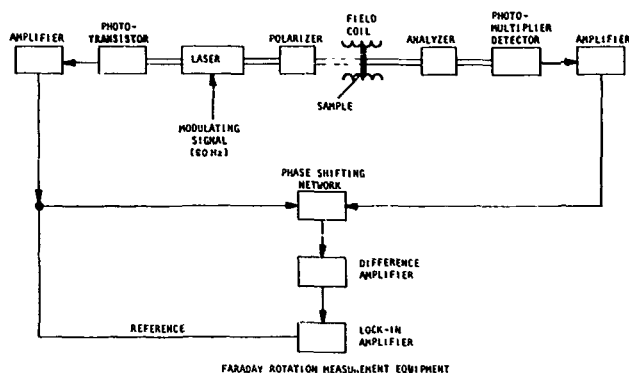 FIELD
COIL
PHOTO-
MULTIPLIER
DETECTOR
AMPLIFIER
PHOTO-
TRANSISTOR
LASER
POLARIZER
ANALYZER
AMPLIFIER
SAMPLE
MODULATING
SIGNAL
(80 Hz)
PHASE SHIFTING
NETWORK
DIFFERENCE
AMPLIFIER
REFERENCE
LOCK-IN
AMPLIFIER
FARADAY ROTATION MEASUREMENT EQUIPMENT